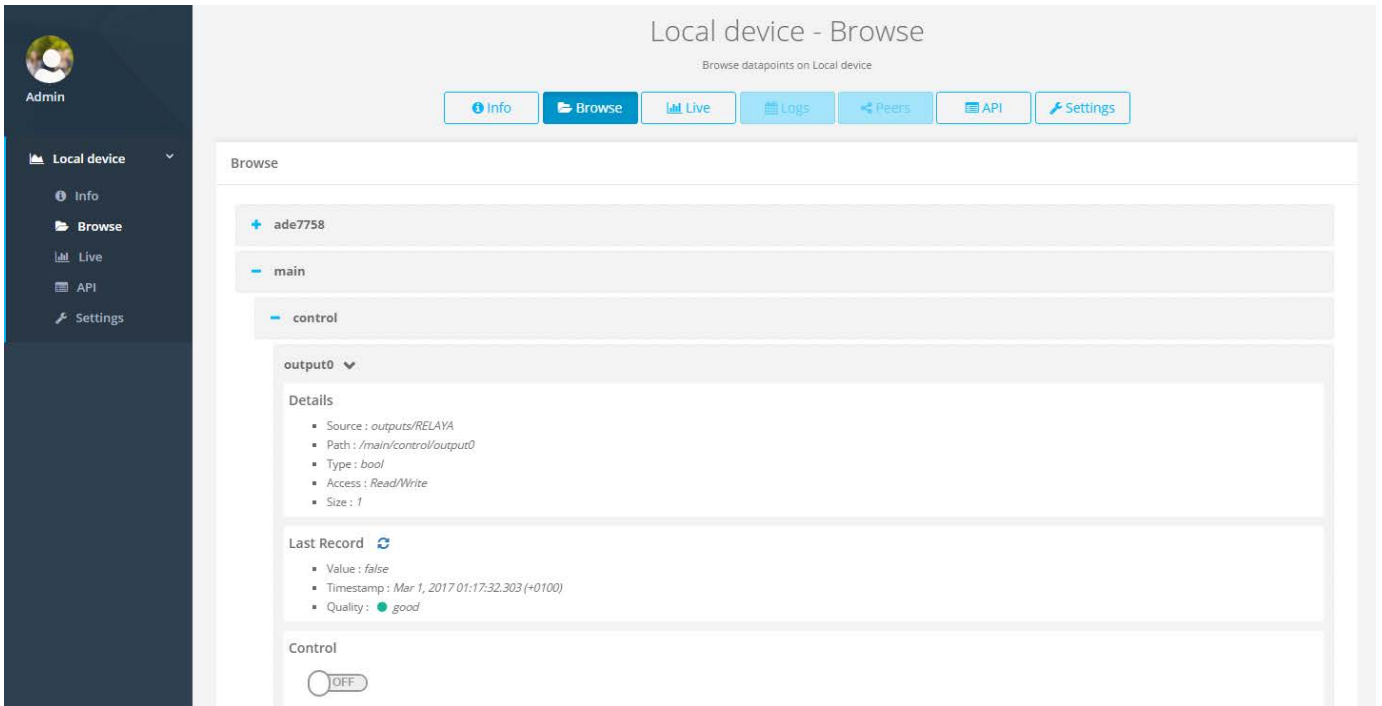 Admin
Local device
Info
Browse
Live
API
Settings
Local device - Browse
Browse datapoints on Local device
Info
Browse
Live
Logs
Peers
API
Settings
Browse
ade7758
main
control
output0
Details
Source : outputs/RELAYA
Path : /main/control/output0
Type : bool
Access : Read/Write
Size : 1
Last Record
Value : false
Timestamp : Mar 1, 2017 01:17:32.303 (+0100)
Quality : good
Control
OFF